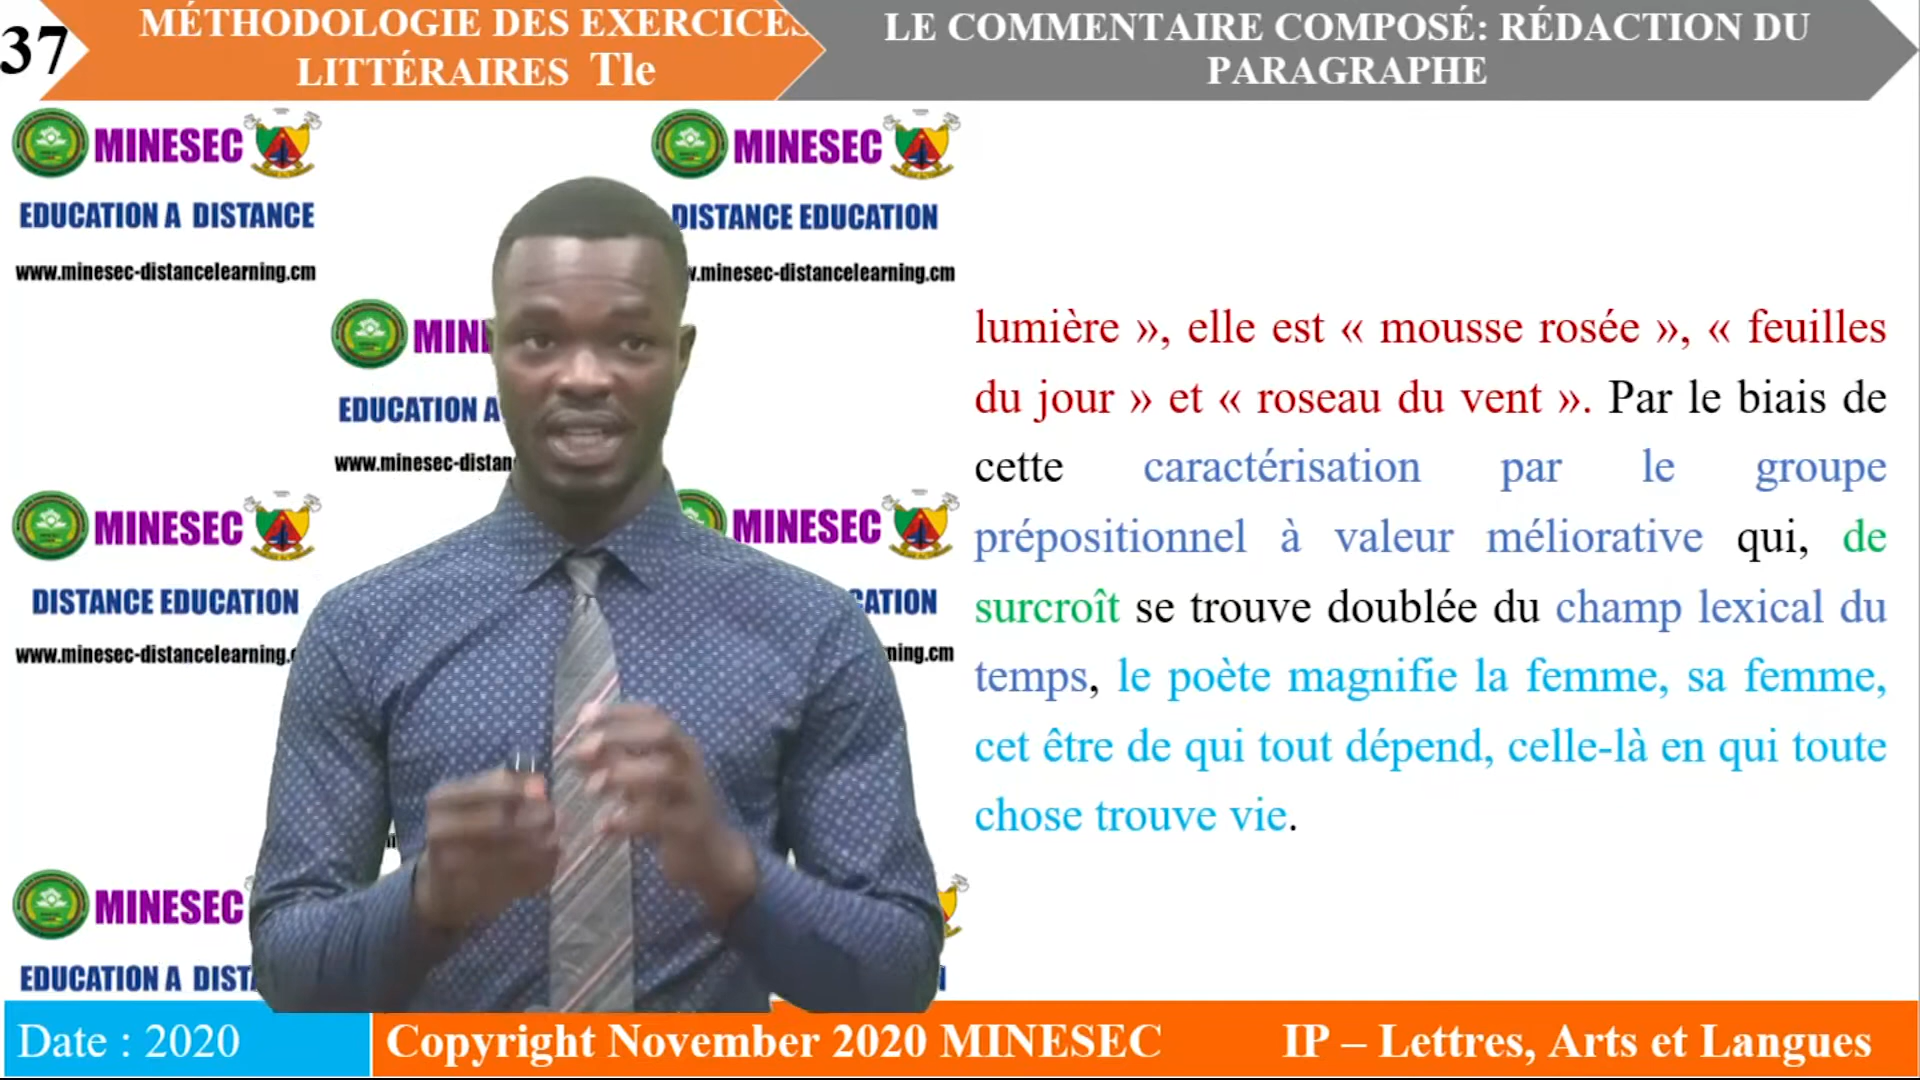 37
MÉTHODOLOGIE DES EXERCICES
LITTÉRAIRES Tle
LE COMMENTAIRE COMPOSÉ: RÉDACTION DU
PARAGRAPHE
MINESEC
EDUCATION A DISTANCE
www.minesec-distancelearning.cm
MINESEC
DISTANCE EDUCATION
.minesec-distancelearning.cm
MIN
EDUCATION A
www.minesec-distan
MINESEC
DISTANCE EDUCATION
www.minesec-distancelearning.
MINESEC
CATION
ning.cm
MINESEC
EDUCATION A DIST
lumière », elle est « mousse rosée », « feuilles
du jour » et « roseau du vent ». Par le biais de
cette caractérisation par le groupe
prépositionnel à valeur méliorative qui, de
surcroît se trouve doublée du champ lexical du
temps, le poète magnifie la femme, sa femme,
cet être de qui tout dépend, celle-là en qui toute
chose trouve vie.
Date : 2020
Copyright November 2020 MINESEC
IP – Lettres, Arts et Langues